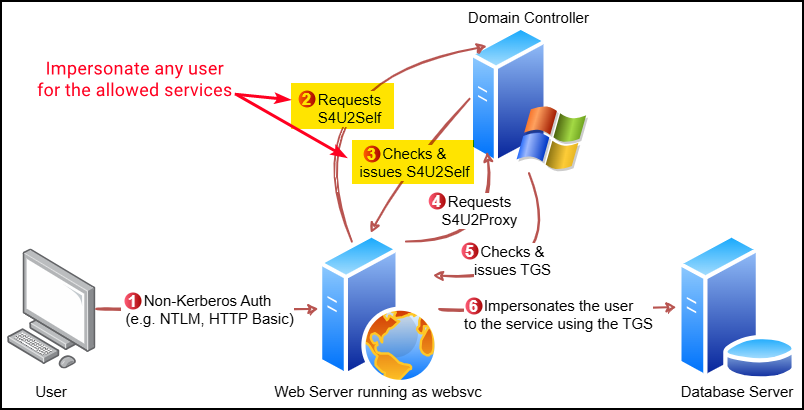 Domain Controller
Impersonate any user
for the allowed services
2 Requests
S4U2Self
3 Checks &
issues S4U2Self
4 Requests
S4U2Proxy
5 Checks &
issues TGS
1 Non-Kerberos Auth
(e.g. NTLM, HTTP Basic)
6 Impersonates the user
to the service using the TGS
User
Web Server running as websvc
Database Server